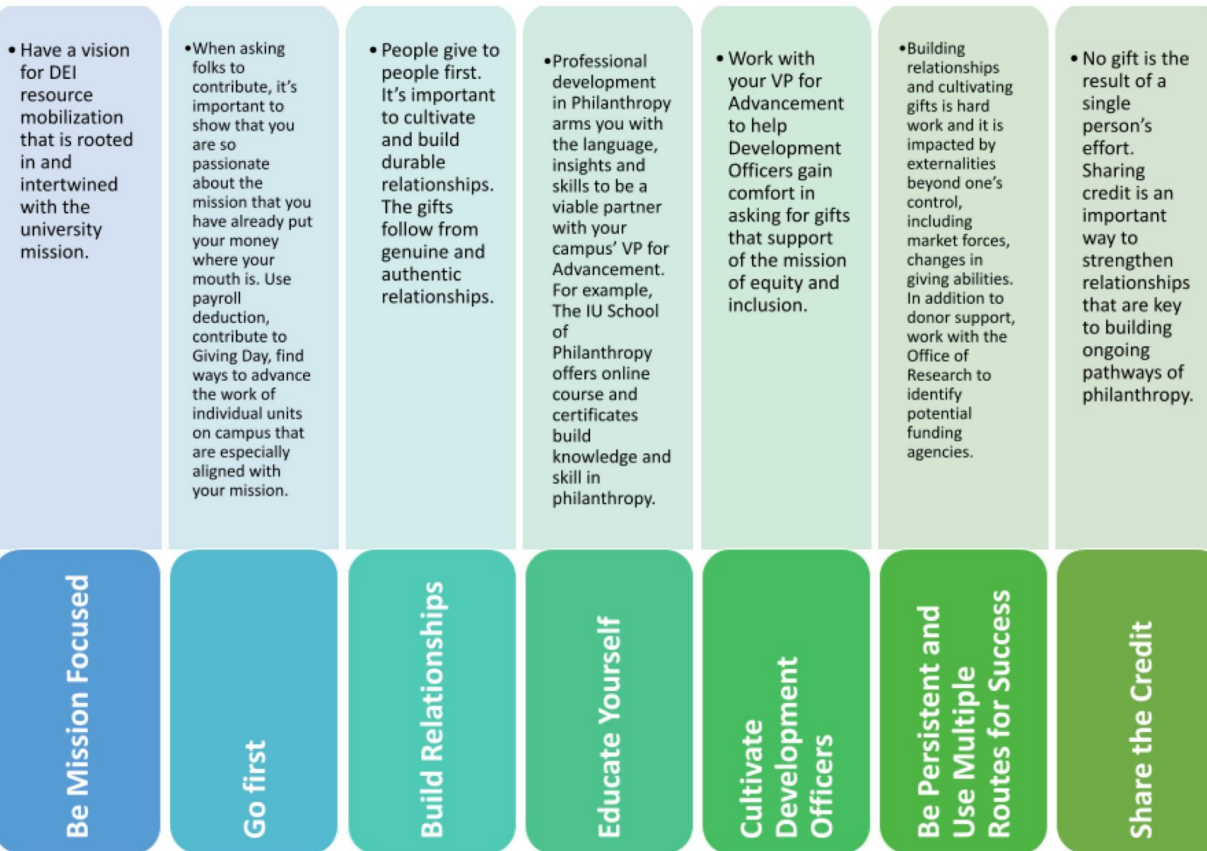 • Have a vision
for DEI
resource
mobilization
that is rooted
in and
intertwined
with the
university
mission.
Be Mission Focused
•When asking
folks to
contribute, it's
important to
show that you
are so
passionate
about the
mission that you
have already put
your money
where your
mouth is. Use
payroll
deduction,
contribute to
Giving Day, find
ways to advance
the work of
individual units
on campus that
are especially
aligned with
your mission.
Go first
• People give to
people first.
It's important
to cultivate
and build
durable
relationships.
The gifts
follow from
genuine and
authentic
relationships.
Build Relationships
•Professional
development
in Philanthropy
arms you with
the language,
insights and
skills to be a
viable partner
with your
campus' VP for
Advancement.
For example,
The IU School
of
Philanthropy
offers online
course and
certificates
build
knowledge and
skill in
philanthropy.
Educate Yourself
• Work with
your VP for
Advancement
to help
Development
Officers gain
comfort in
asking for gifts
that support
of the mission
of equity and
inclusion.
Cultivate
Development
Officers
•Building
relationships
and cultivating
gifts is hard
work and it is
impacted by
externalities
beyond one's
control,
including
market forces,
changes in
giving abilities.
In addition to
donor support,
work with the
Office of
Research to
identify
potential
funding
agencies.
Be Persistent and
Use Multiple
Routes for Success
• No gift is the
result of a
single
person's
effort.
Sharing
credit is an
important
way to
strengthen
relationships
that are key
to building
ongoing
pathways of
philanthropy.
Share the Credit